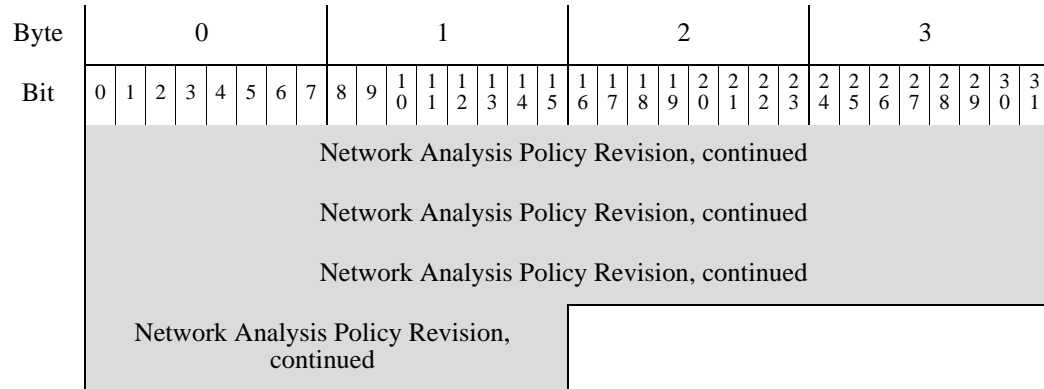 Byte 0 1 2 3
Bit 0 1 2 3 4 5 6 7 8 9 10 11 12 13 14 15 16 17 18 19 20 21 22 23 24 25 26 27 28 29 30 31
Network Analysis Policy Revision, continued
Network Analysis Policy Revision, continued
Network Analysis Policy Revision, continued
Network Analysis Policy Revision,
continued